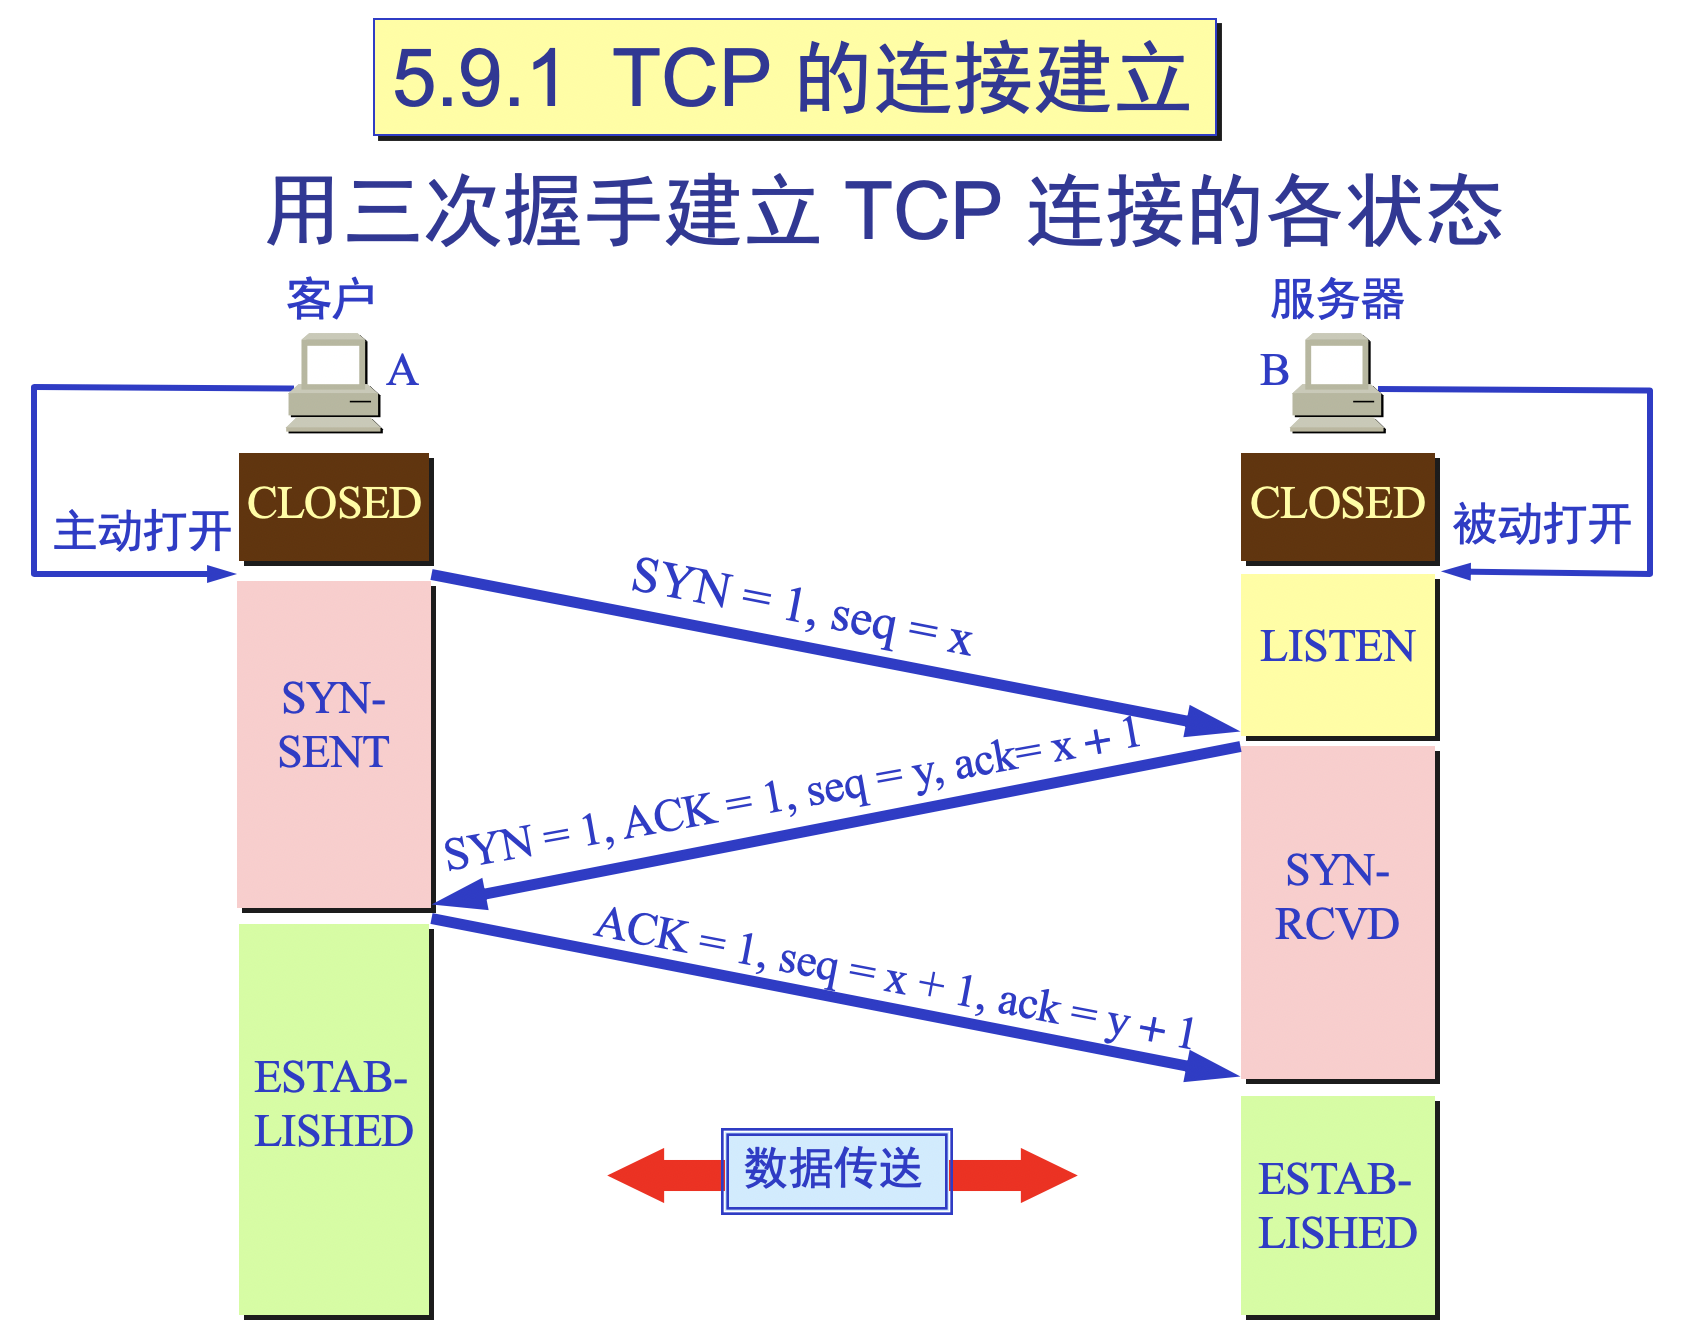 5.9.1 TCP 的连接建立
用三次握手建立 TCP 连接的各状态
客户
服务器
A
B
CLOSED
CLOSED
主动打开
被动打开
SYN = 1, seq = x
LISTEN
SYN-
SENT
SYN = 1, ACK = 1, seq = y, ack= x + 1
SYN-
RCVD
ACK = 1, seq = x + 1, ack = y + 1
ESTAB-
LISHED
数据传送
ESTAB-
LISHED